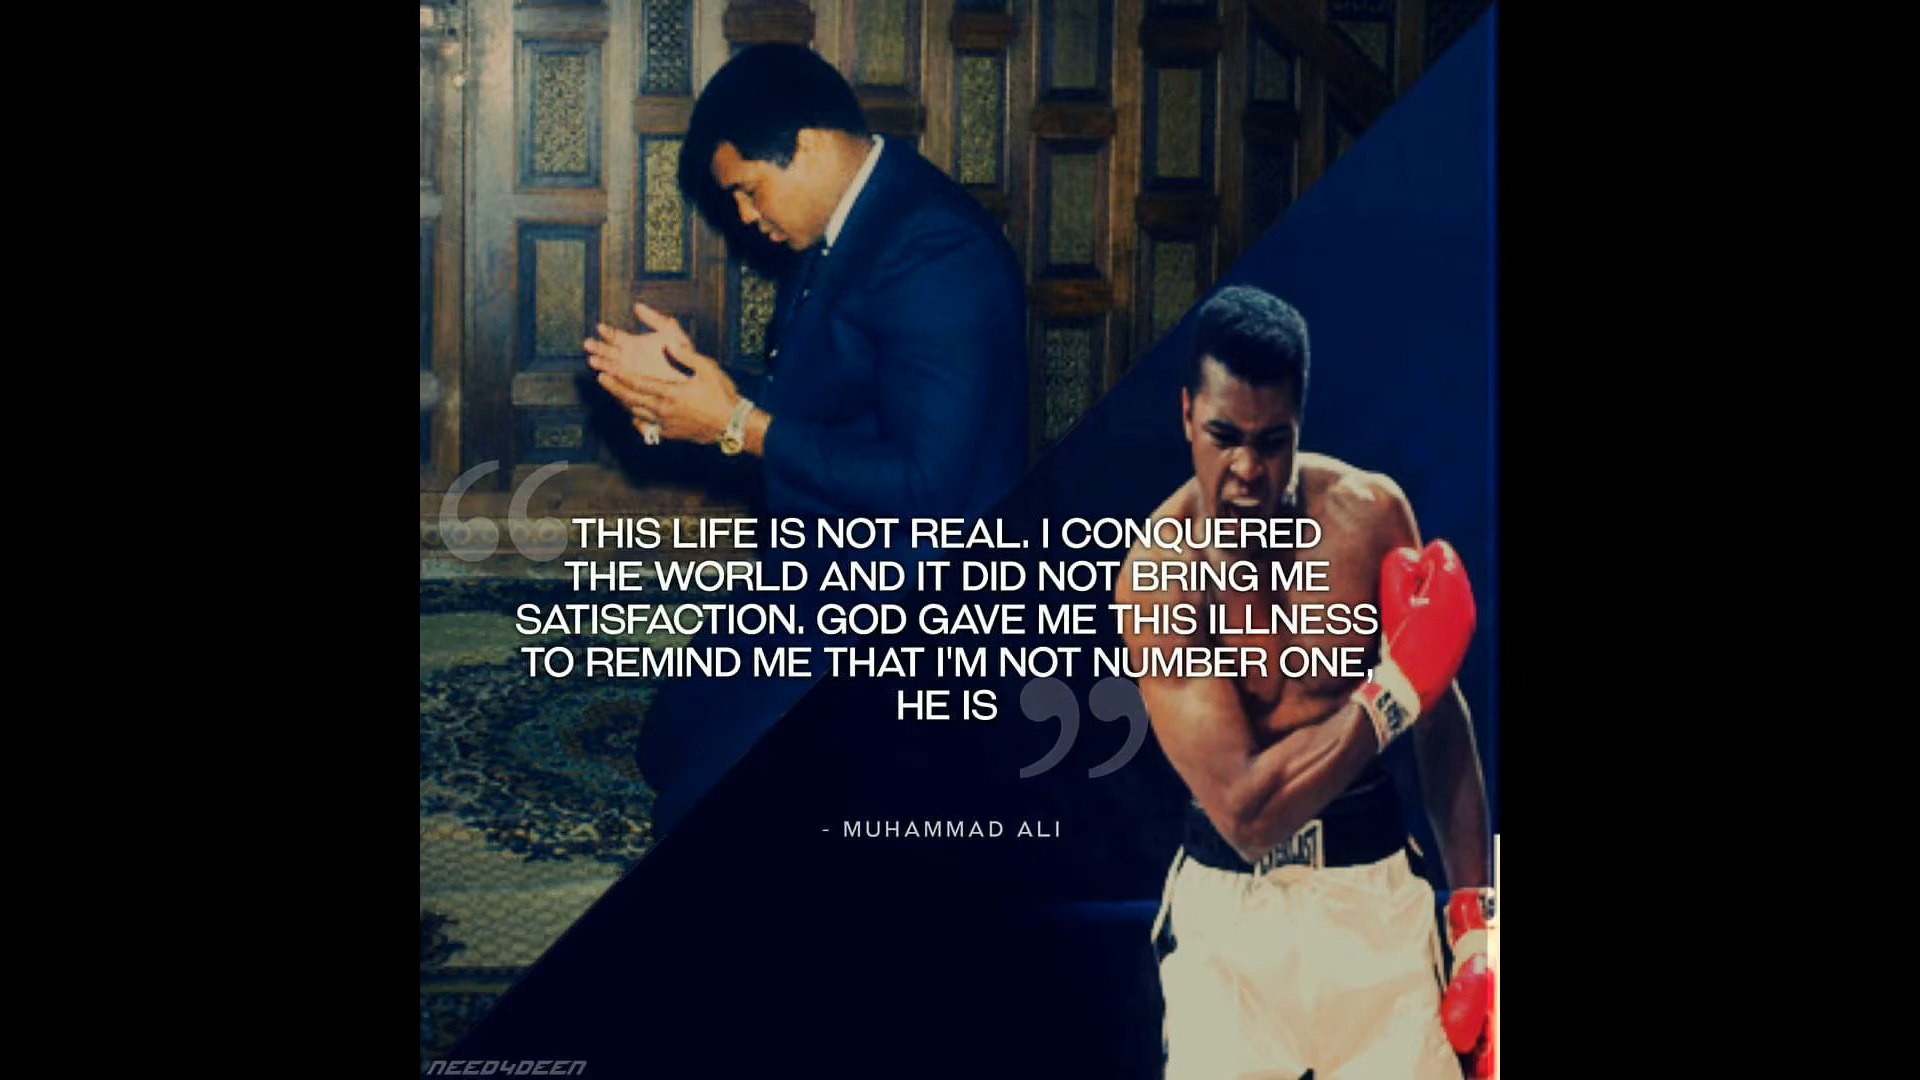 THIS LIFE IS NOT REAL. I CONQUERED
THE WORLD AND IT DID NOT BRING ME
SATISFACTION. GOD GAVE ME THIS ILLNESS
TO REMIND ME THAT I'M NOT NUMBER ONE,
HE IS
- MUHAMMAD ALI
NEED4DEEN